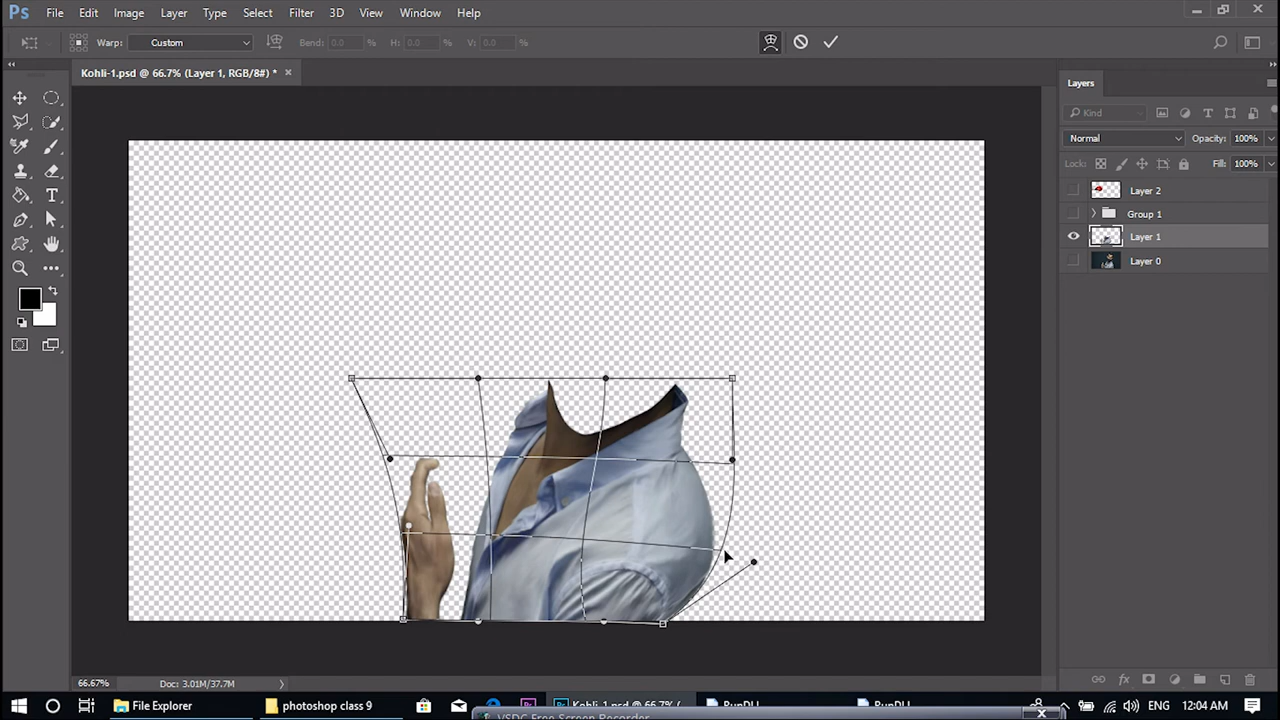 Ps File Edit Image Layer Type Select Filter 3D View Window Help
Warp: Custom Bend: 0.0 % H: 0.0 % V: 0.0 %
Kohli-1.psd @ 66.7% (Layer 1, RGB/8#) * ×
Layers
Kind
Normal Opacity: 100%
Lock: Fill: 100%
Layer 2
Group 1
Layer 1
Layer 0
66.67% Doc: 3.01M/37.7M
File Explorer photoshop class 9 Kohli-1.psd @ 66.7% ( RunDLL RunDLL 12:04 AM
VSDC Free Screen Recorder